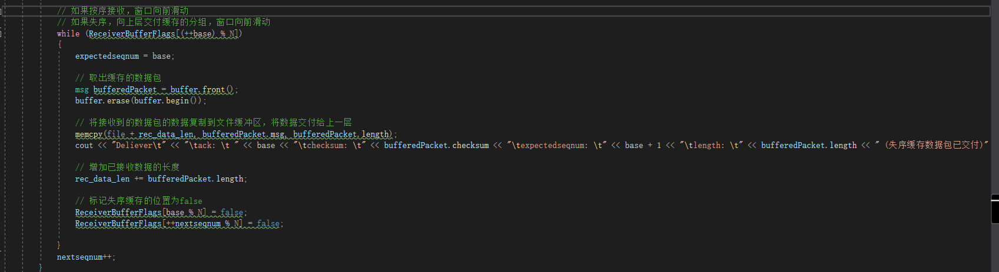 // 如果按序接收，窗口向前滑动
// 如果失序，向上层交付缓存的分组，窗口向前滑动
while (ReceiverBufferFlags[(++base) % N])
{
expectedseqnum = base;
// 取出缓存的数据包
msg bufferedPacket = buffer.front();
buffer.erase(buffer.begin());
// 将接收到的数据包的数据复制到文件缓冲区，将数据交付给上一层
memcpy(file + rec_data_len, bufferedPacket.msg, bufferedPacket.length);
cout << "Deliever\t" << "\tack: \t " << base << "\tchecksum: \t" << bufferedPacket.checksum << "\texpectedseqnum: \t" << base + 1 << "\tlength: \t" << bufferedPacket.length << " (失序缓存数据包已交付)"
// 增加已接收数据的长度
rec_data_len += bufferedPacket.length;
// 标记失序缓存的位置为false
ReceiverBufferFlags[base % N] = false;
ReceiverBufferFlags[++nextseqnum % N] = false;
}
nextseqnum++;
}